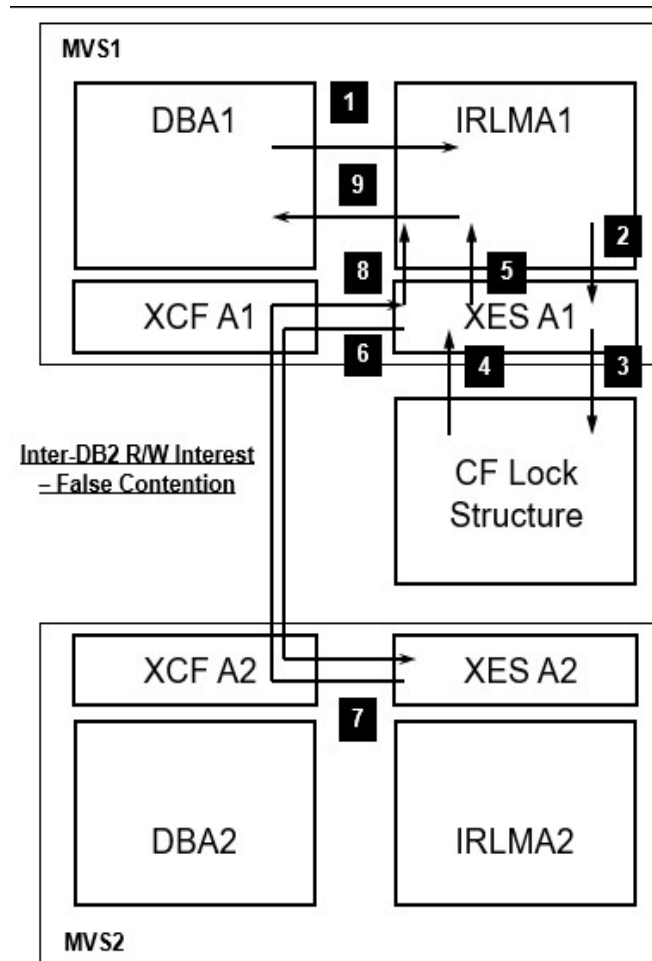 MVS1
DBA1
1
IRLMA1
9
2
8
5
XCF A1
XES A1
6
4
3
Inter-DB2 R/W Interest
– False Contention
CF Lock
Structure
XCF A2
XES A2
7
DBA2
IRLMA2
MVS2